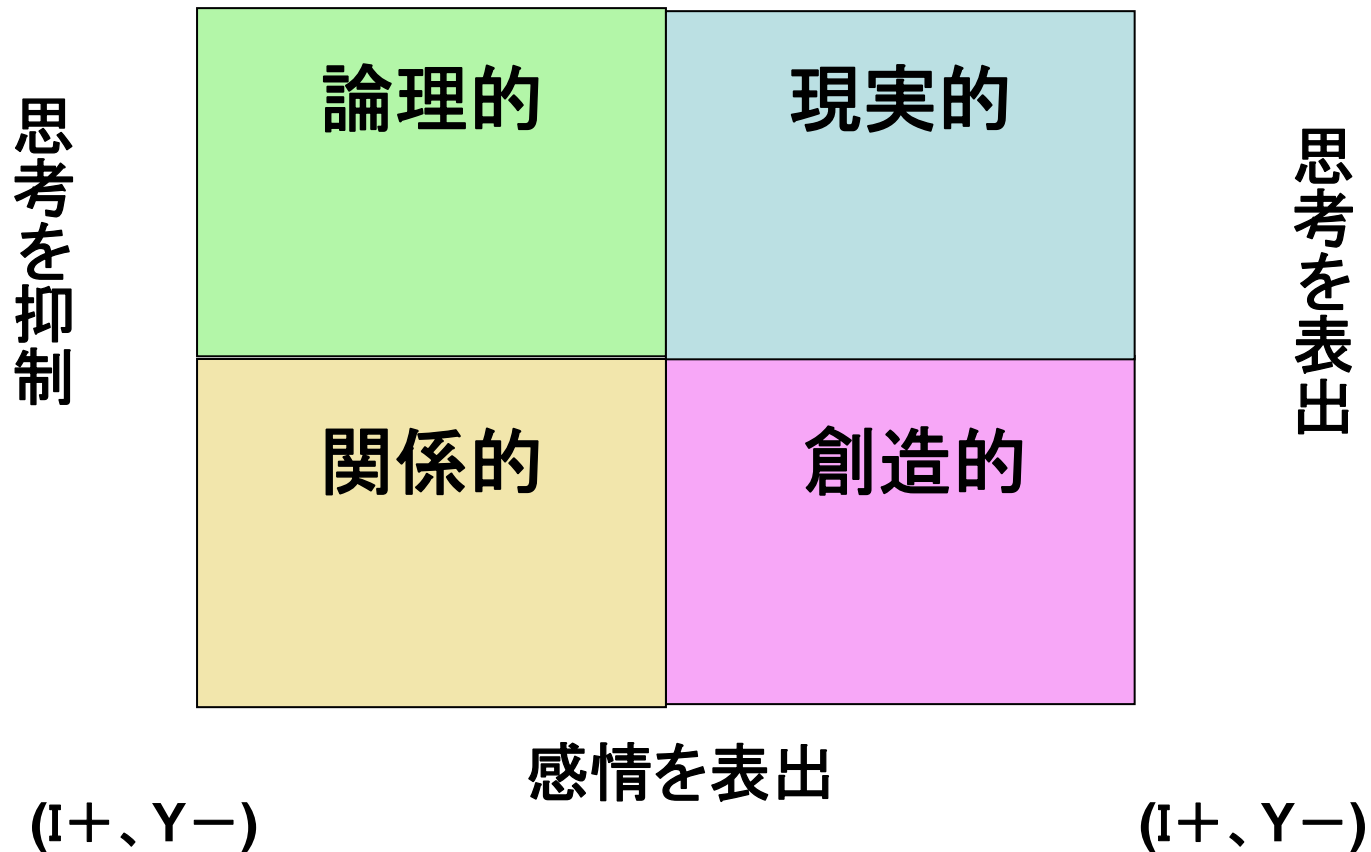 論理的
現実的
思考を抑制
思考を表出
関係的
創造的
感情を表出
(I＋、Y－)
(I＋、Y－)